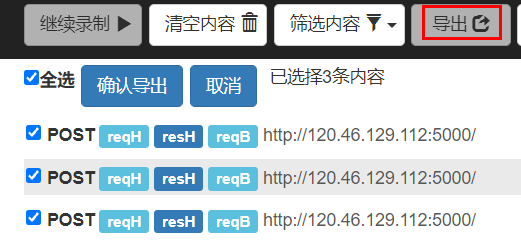 继续录制 清空内容 筛选内容 导出
全选 确认导出 取消 已选择3条内容
POST reqH resH reqB http://120.46.129.112:5000/
POST reqH resH reqB http://120.46.129.112:5000/
POST reqH resH reqB http://120.46.129.112:5000/